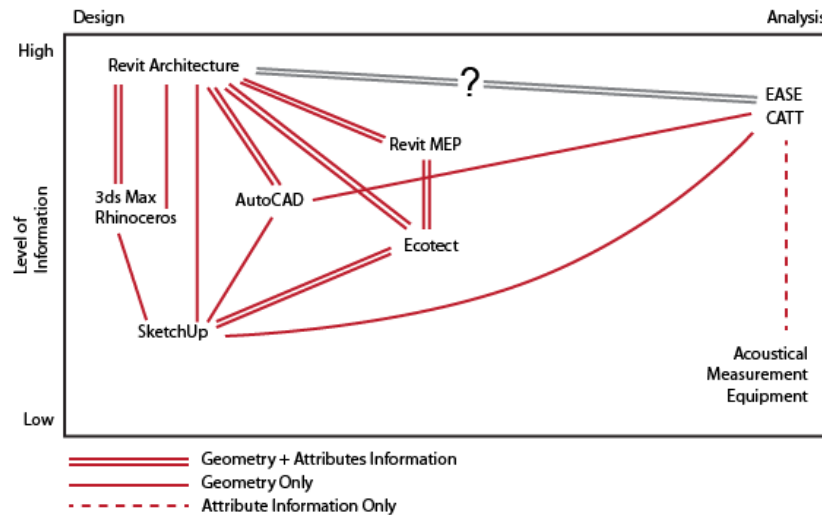 Design
Analysis
High
Revit Architecture
?
EASE
CATT
Revit MEP
3ds Max
Rhinoceros
AutoCAD
Level of
Information
Ecotect
SketchUp
Acoustical
Measurement
Equipment
Low
Geometry + Attributes Information
Geometry Only
Attribute Information Only